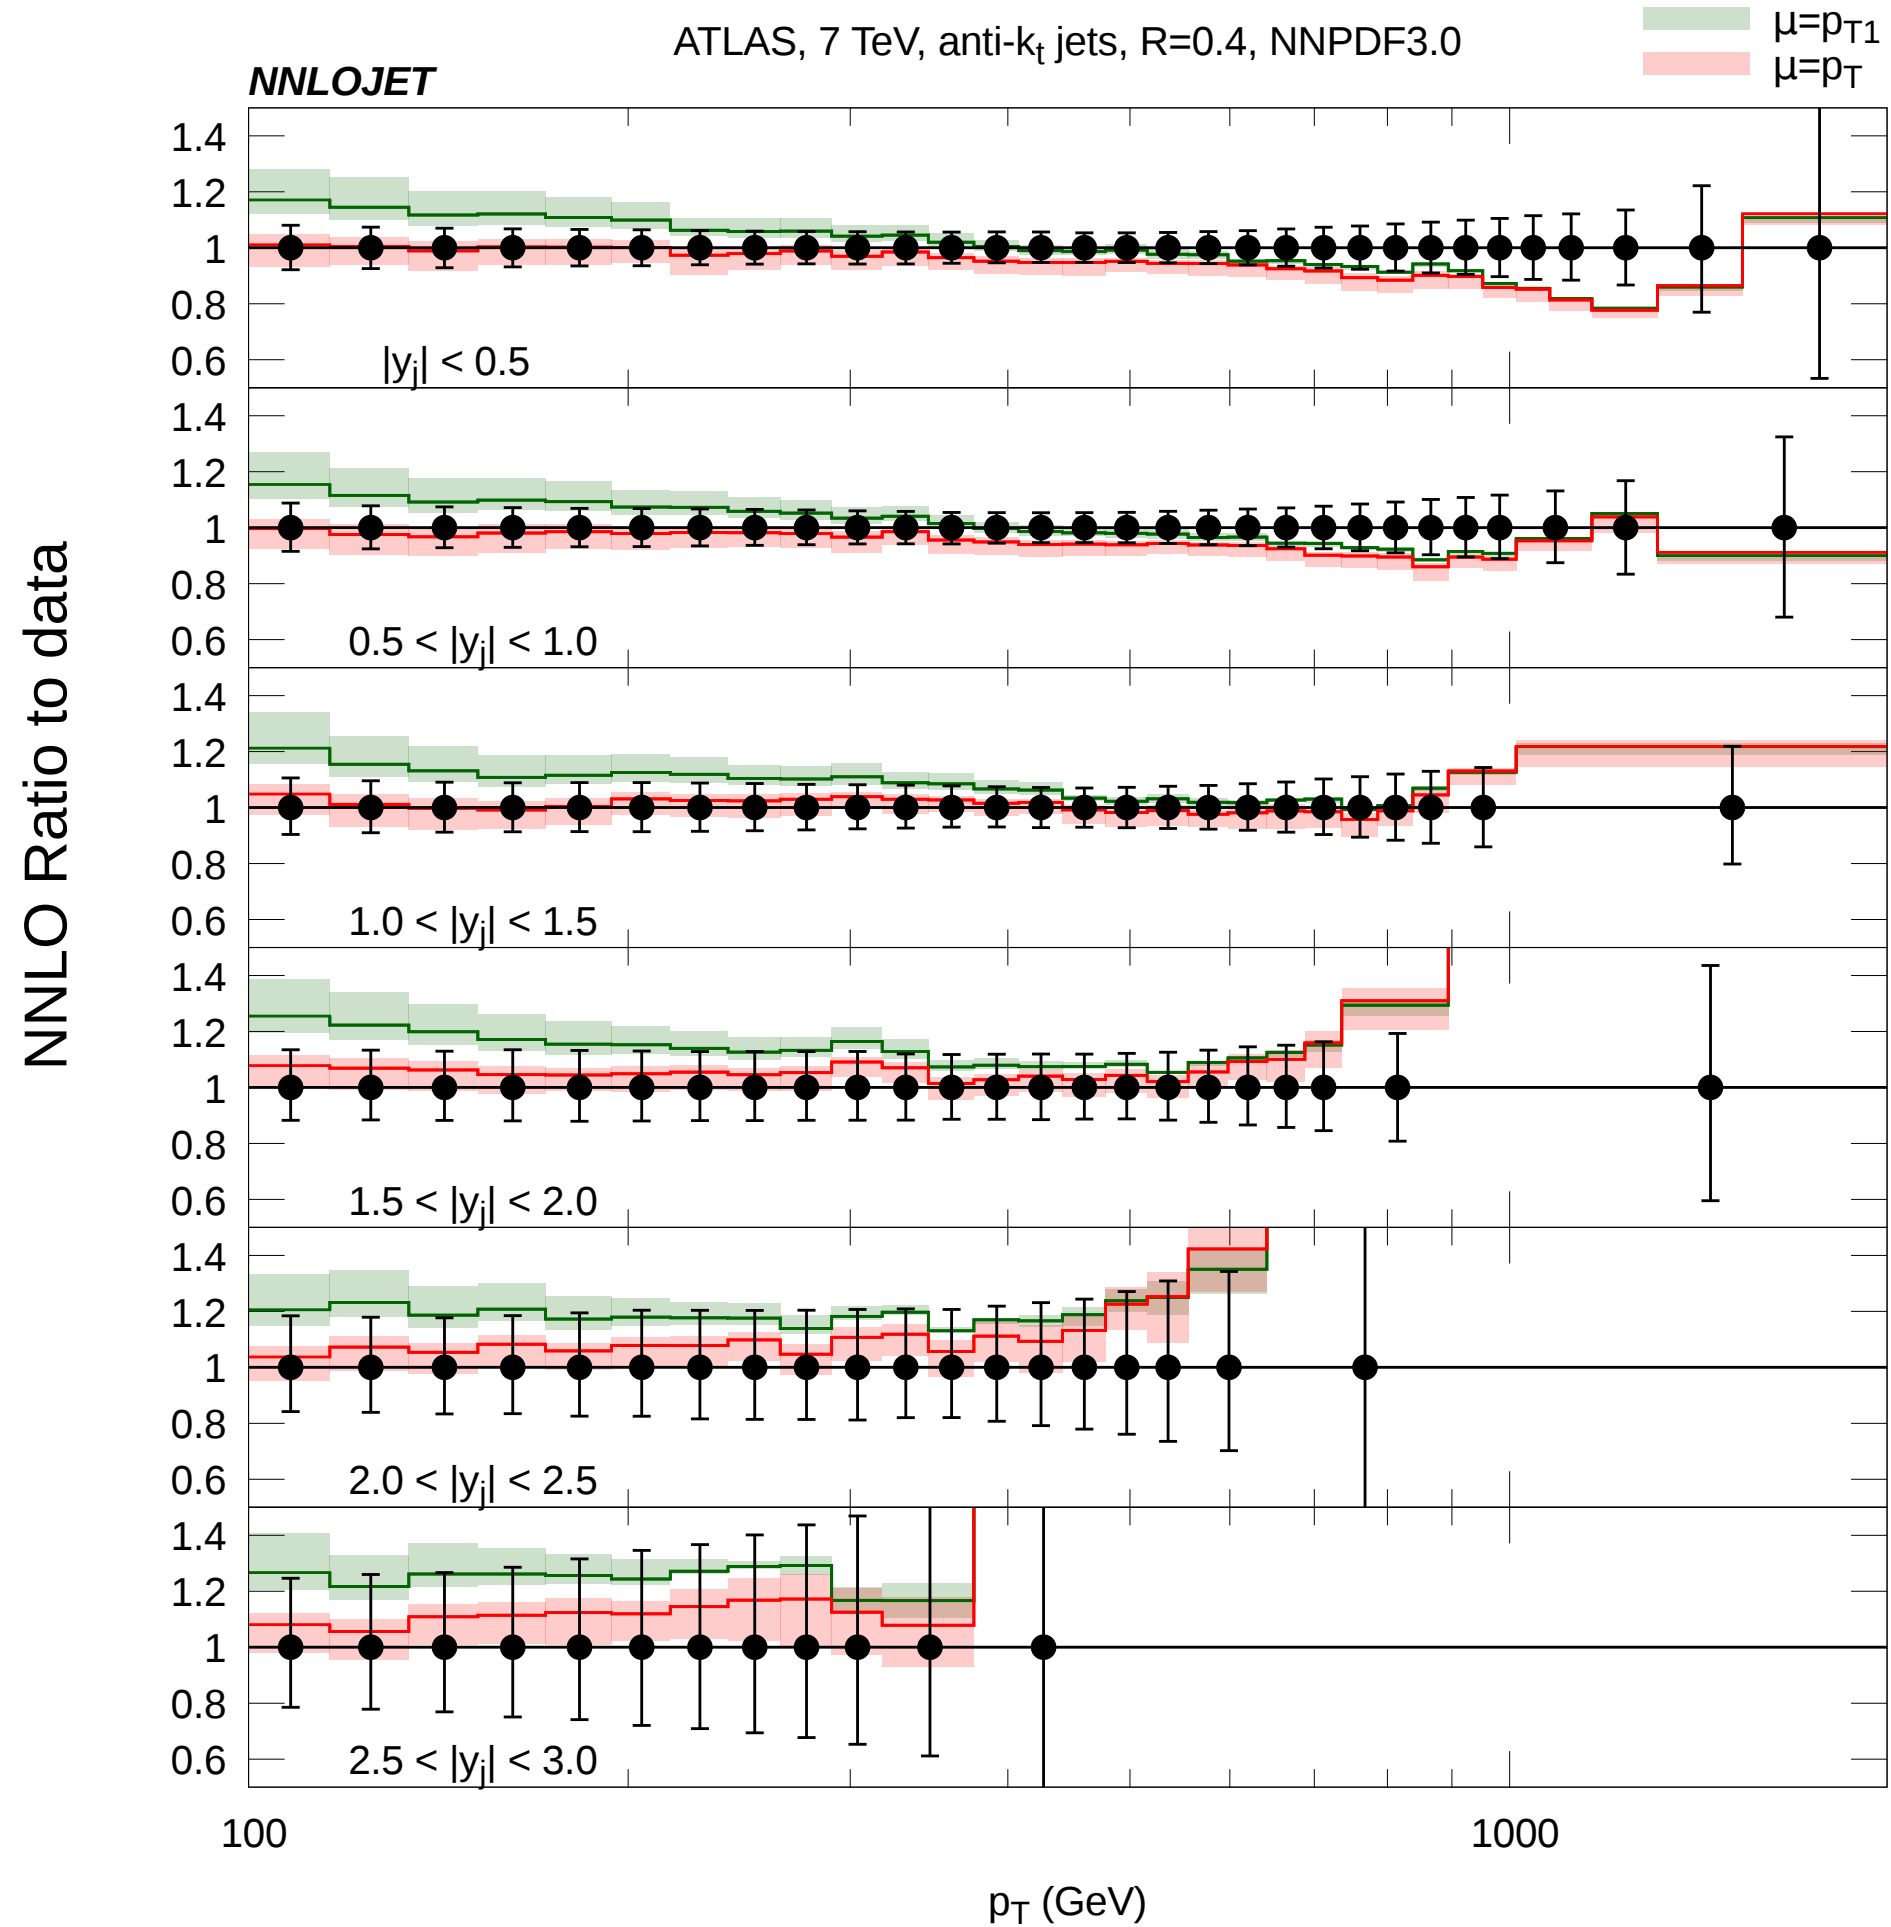 ATLAS, 7 TeV, anti-kt jets, R=0.4, NNPDF3.0
μ=pT1
μ=pT
NNLOJET
NNLO Ratio to data
1.4
1.2
1
0.8
0.6
|yj| < 0.5
1.4
1.2
1
0.8
0.6
0.5 < |yj| < 1.0
1.4
1.2
1
0.8
0.6
1.0 < |yj| < 1.5
1.4
1.2
1
0.8
0.6
1.5 < |yj| < 2.0
1.4
1.2
1
0.8
0.6
2.0 < |yj| < 2.5
1.4
1.2
1
0.8
0.6
2.5 < |yj| < 3.0
100
1000
pT (GeV)